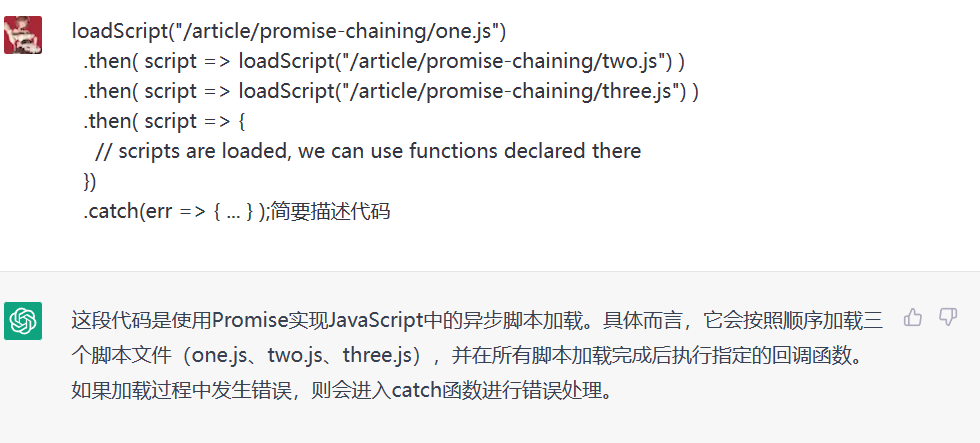 loadScript("/article/promise-chaining/one.js")
.then( script => loadScript("/article/promise-chaining/two.js") )
.then( script => loadScript("/article/promise-chaining/three.js") )
.then( script => {
// scripts are loaded, we can use functions declared there
})
.catch(err => { ... } );简要描述代码
这段代码是使用Promise实现JavaScript中的异步脚本加载。具体而言，它会按照顺序加载三
个脚本文件（one.js、two.js、three.js），并在所有脚本加载完成后执行指定的回调函数。
如果加载过程中发生错误，则会进入catch函数进行错误处理。